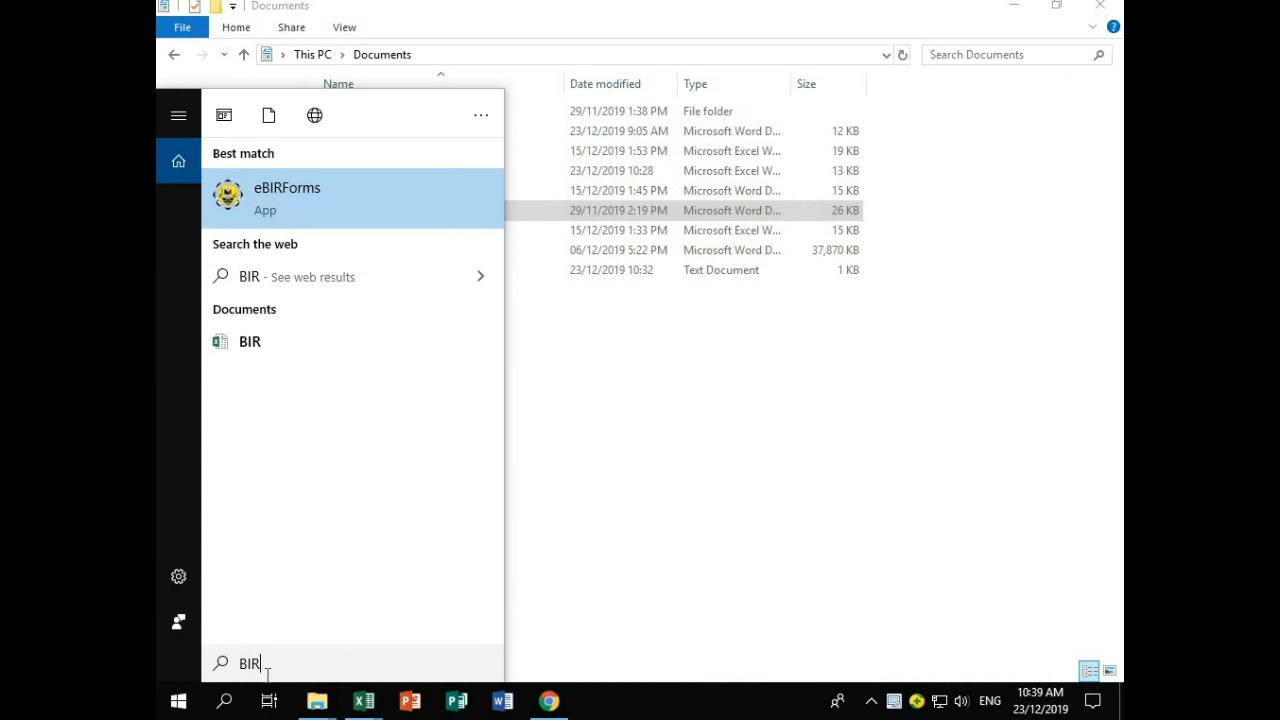 Documents
File Home Share View
This PC Documents
Search Documents
Name Date modified Type Size
29/11/2019 1:38 PM File folder
23/12/2019 9:05 AM Microsoft Word D... 12 KB
15/12/2019 1:53 PM Microsoft Excel W... 19 KB
23/12/2019 10:28 Microsoft Excel W... 13 KB
15/12/2019 1:45 PM Microsoft Word D... 15 KB
29/11/2019 2:19 PM Microsoft Word D... 26 KB
15/12/2019 1:33 PM Microsoft Excel W... 15 KB
06/12/2019 5:22 PM Microsoft Word D... 37,870 KB
23/12/2019 10:32 Text Document 1 KB
Best match
eBIRForms
App
Search the web
BIR - See web results
Documents
BIR
BIR
ENG
10:39 AM
23/12/2019